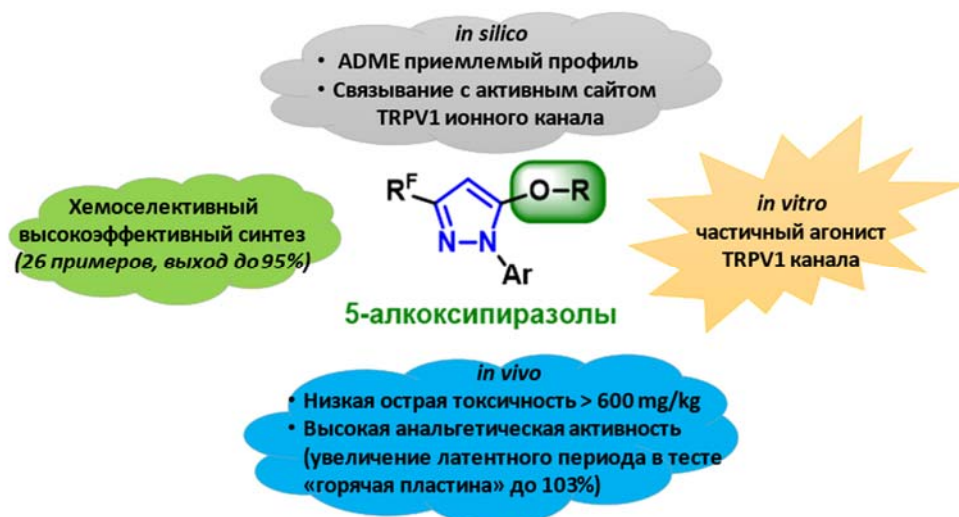 in silico
• ADME приемлемый профиль
• Связывание с активным сайтом
TRPV1 ионного канала
Хемоселективный
высокоэффективный синтез
(26 примеров, выход до 95%)
R^F
O–R
N–N
Ar
5-алкоксипиразолы
in vitro
частичный агонист
TRPV1 канала
in vivo
• Низкая острая токсичность > 600 mg/kg
• Высокая анальгетическая активность
(увеличение латентного периода в тесте
«горячая пластина» до 103%)